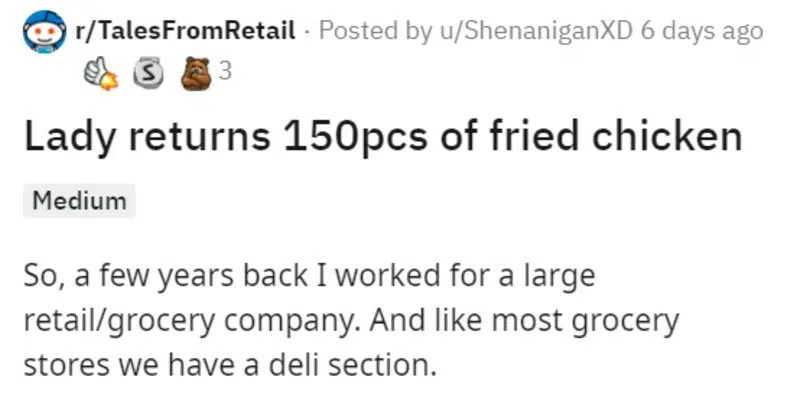 r/TalesFromRetail · Posted by u/ShenaniganXD 6 days ago
S 3
Lady returns 150pcs of fried chicken
Medium
So, a few years back I worked for a large
retail/grocery company. And like most grocery
stores we have a deli section.